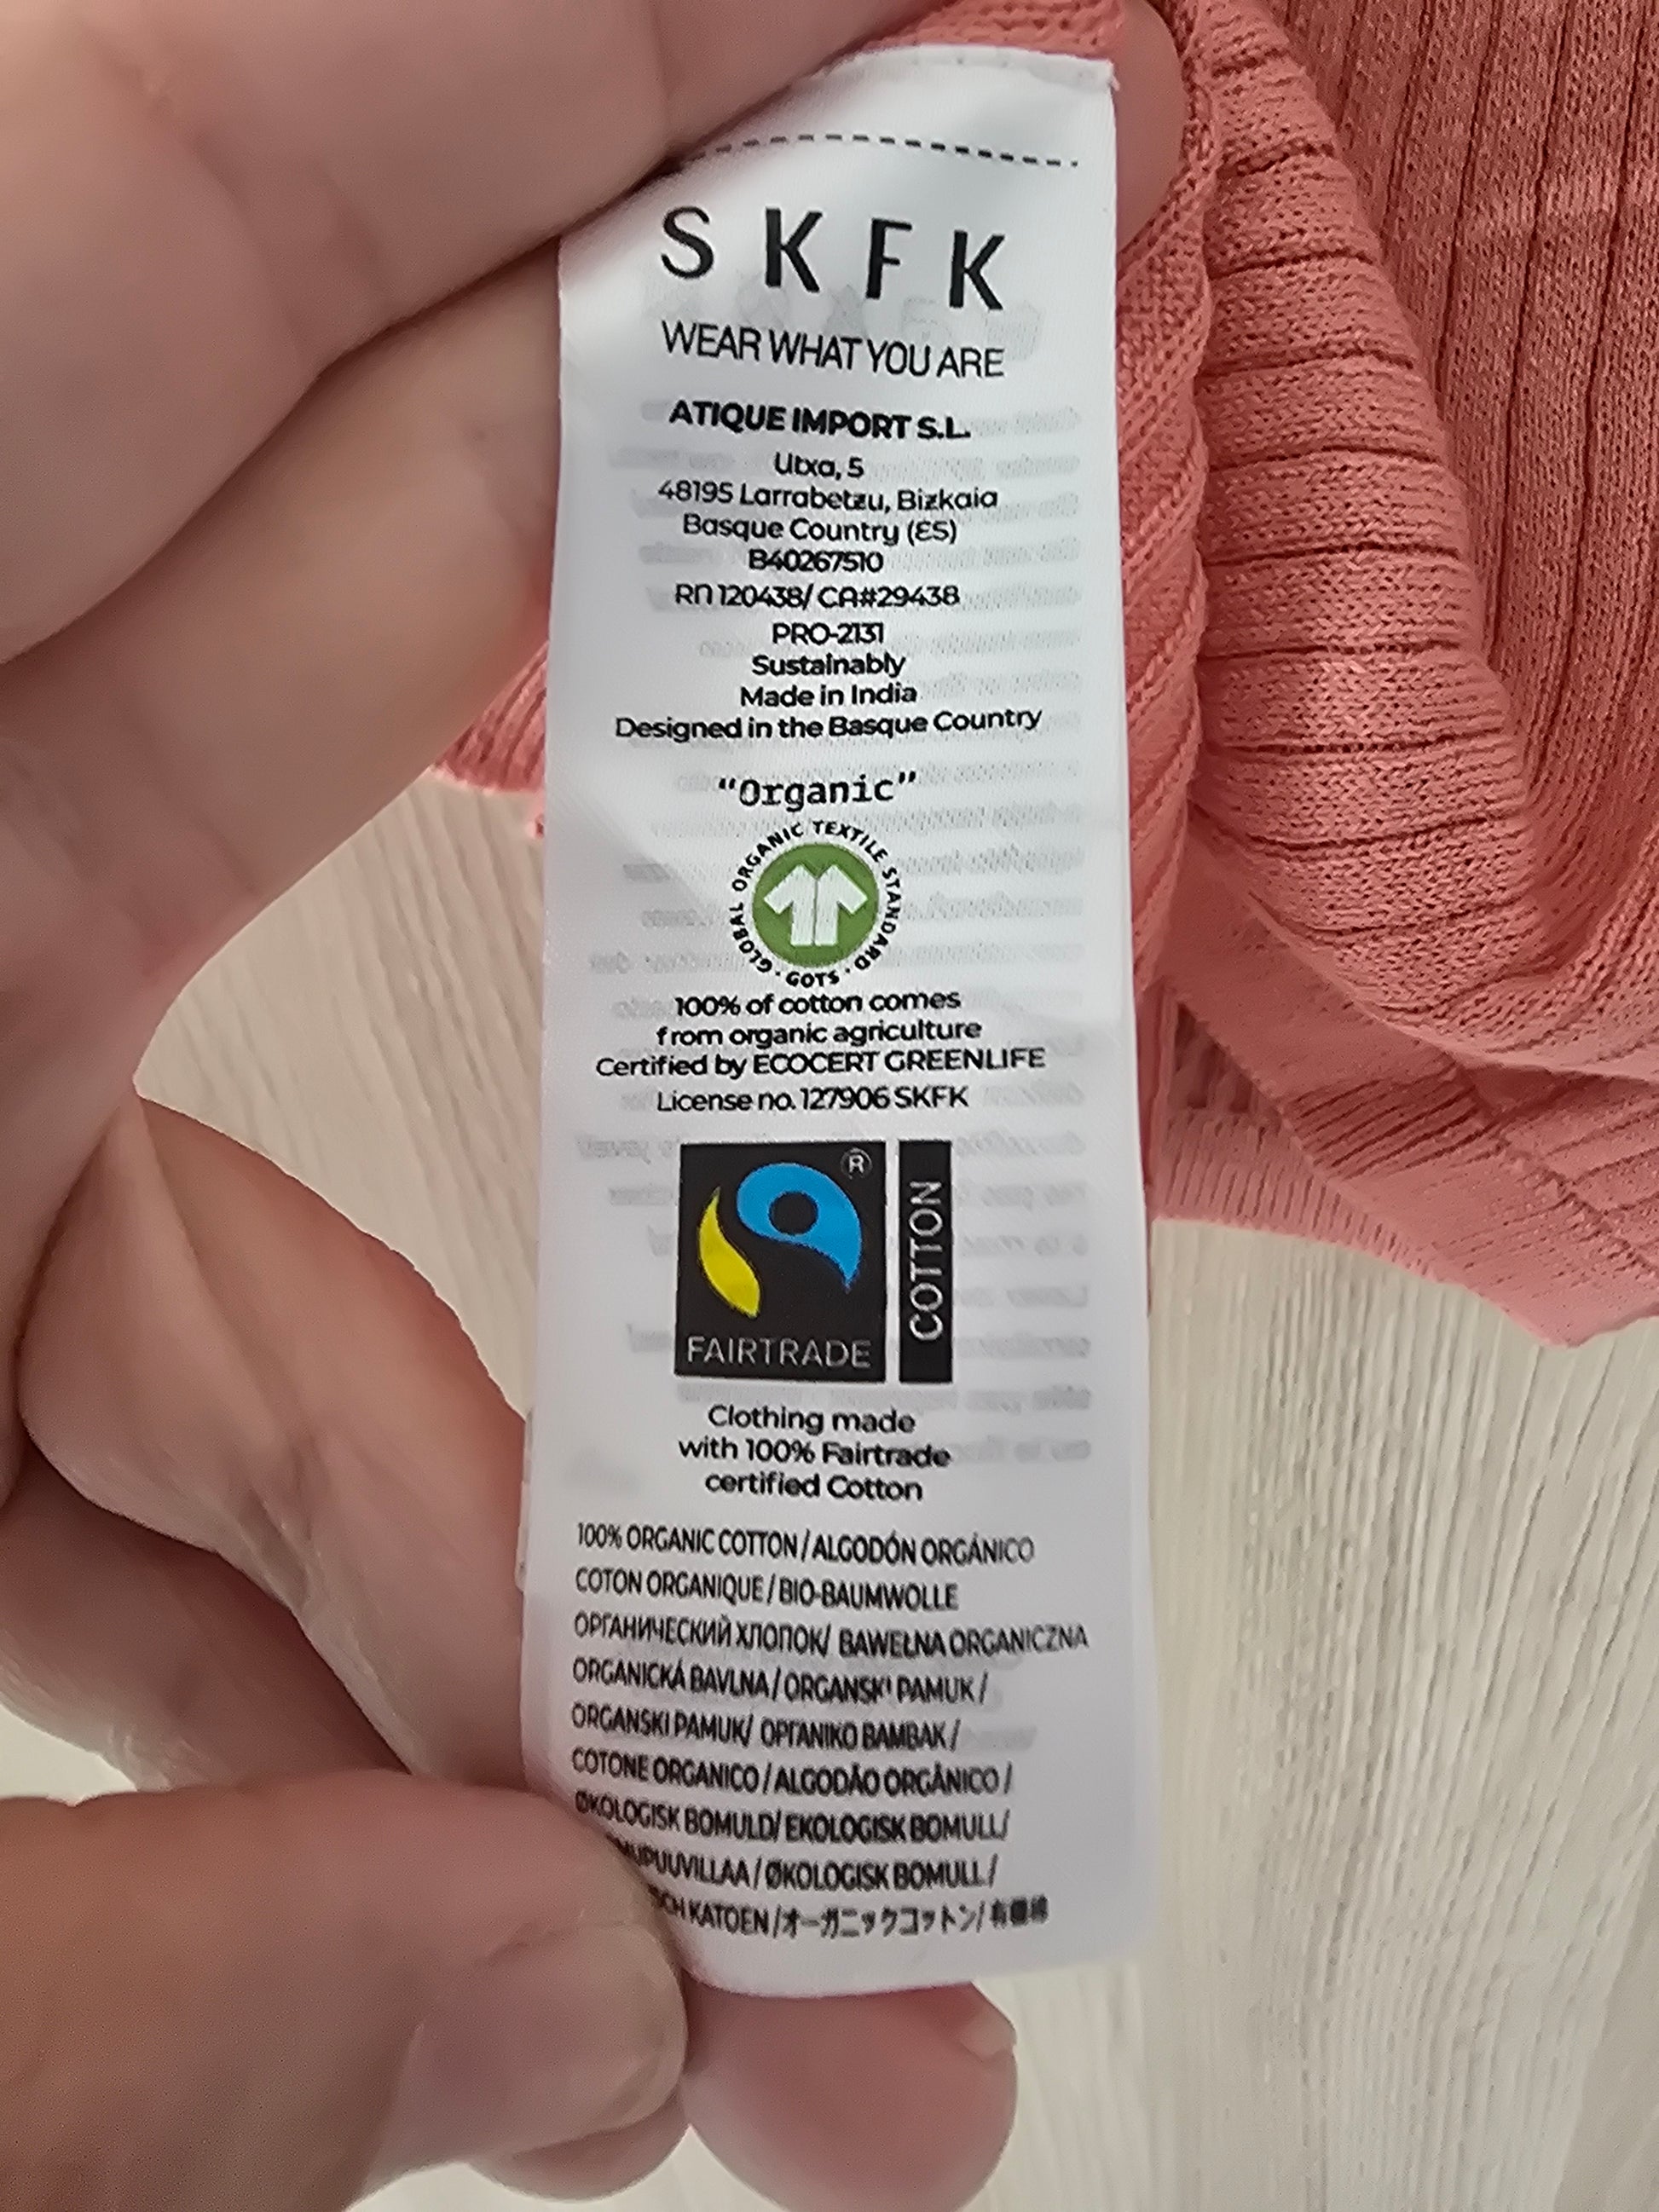 S K F K
WEAR WHAT YOU ARE
ATIQUE IMPORT S.L.
Utxa, 5
48195 Larrabetzu, Bizkaia
Basque Country (ES)
B40267510
RN 120438/ CA#29438
PRO-2131
Sustainably
Made in India
Designed in the Basque Country
"Organic"
GLOBAL ORGANIC TEXTILE STANDARD · GOTS ·
100% of cotton comes
from organic agriculture
Certified by ECOCERT GREENLIFE
License no. 127906 SKFK
®
FAIRTRADE
COTTON
Clothing made
with 100% Fairtrade
certified Cotton
100% ORGANIC COTTON / ALGODÓN ORGÁNICO
COTON ORGANIQUE / BIO-BAUMWOLLE
ОРГАНИЧЕСКИЙ ХЛОПОК/ BAWEŁNA ORGANICZNA
ORGANICKÁ BAVLNA / ORGANSKI PAMUK /
ORGANSKI PAMUK/ ОРГАНІКО BAMBAK /
COTONE ORGANICO / ALGODÃO ORGÂNICO /
ØKOLOGISK BOMULD/ EKOLOGISK BOMULL/
/ ØKOLOGISK BOMULL /
KATOEN /オーガニックコットン/ 有機棉